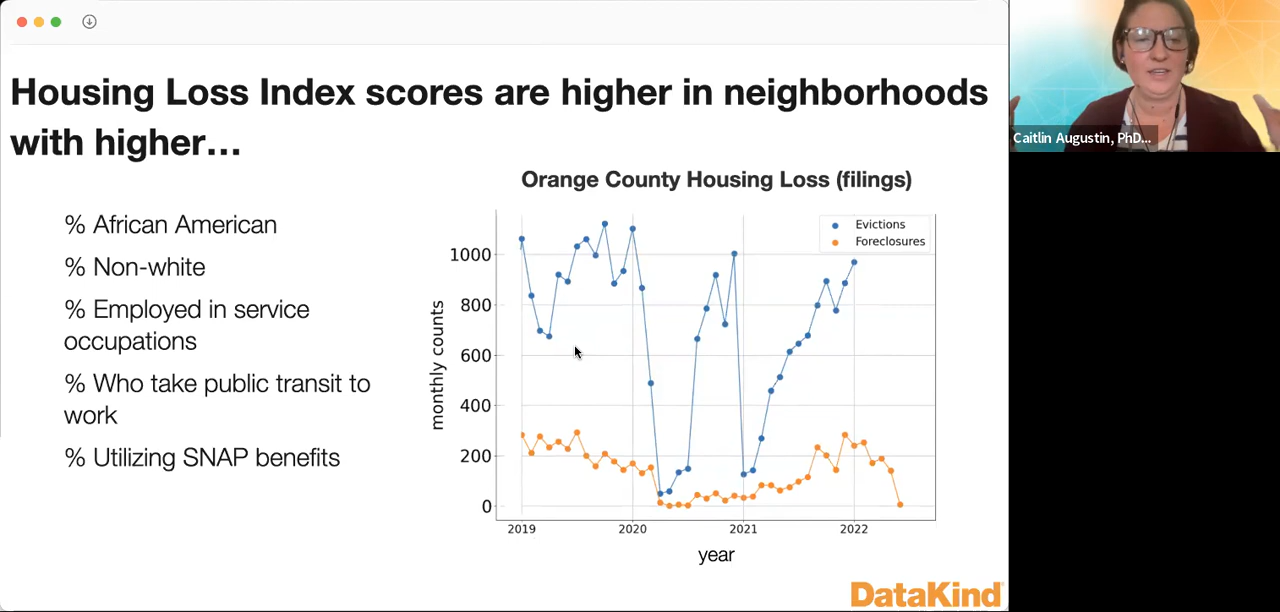 Housing Loss Index scores are higher in neighborhoods
with higher…
% African American
% Non-white
% Employed in service
occupations
% Who take public transit to
work
% Utilizing SNAP benefits
Orange County Housing Loss (filings)
Evictions
Foreclosures
monthly counts
1000
800
600
400
200
0
2019
2020
2021
2022
year
DataKind
Caitlin Augustin, PhD...